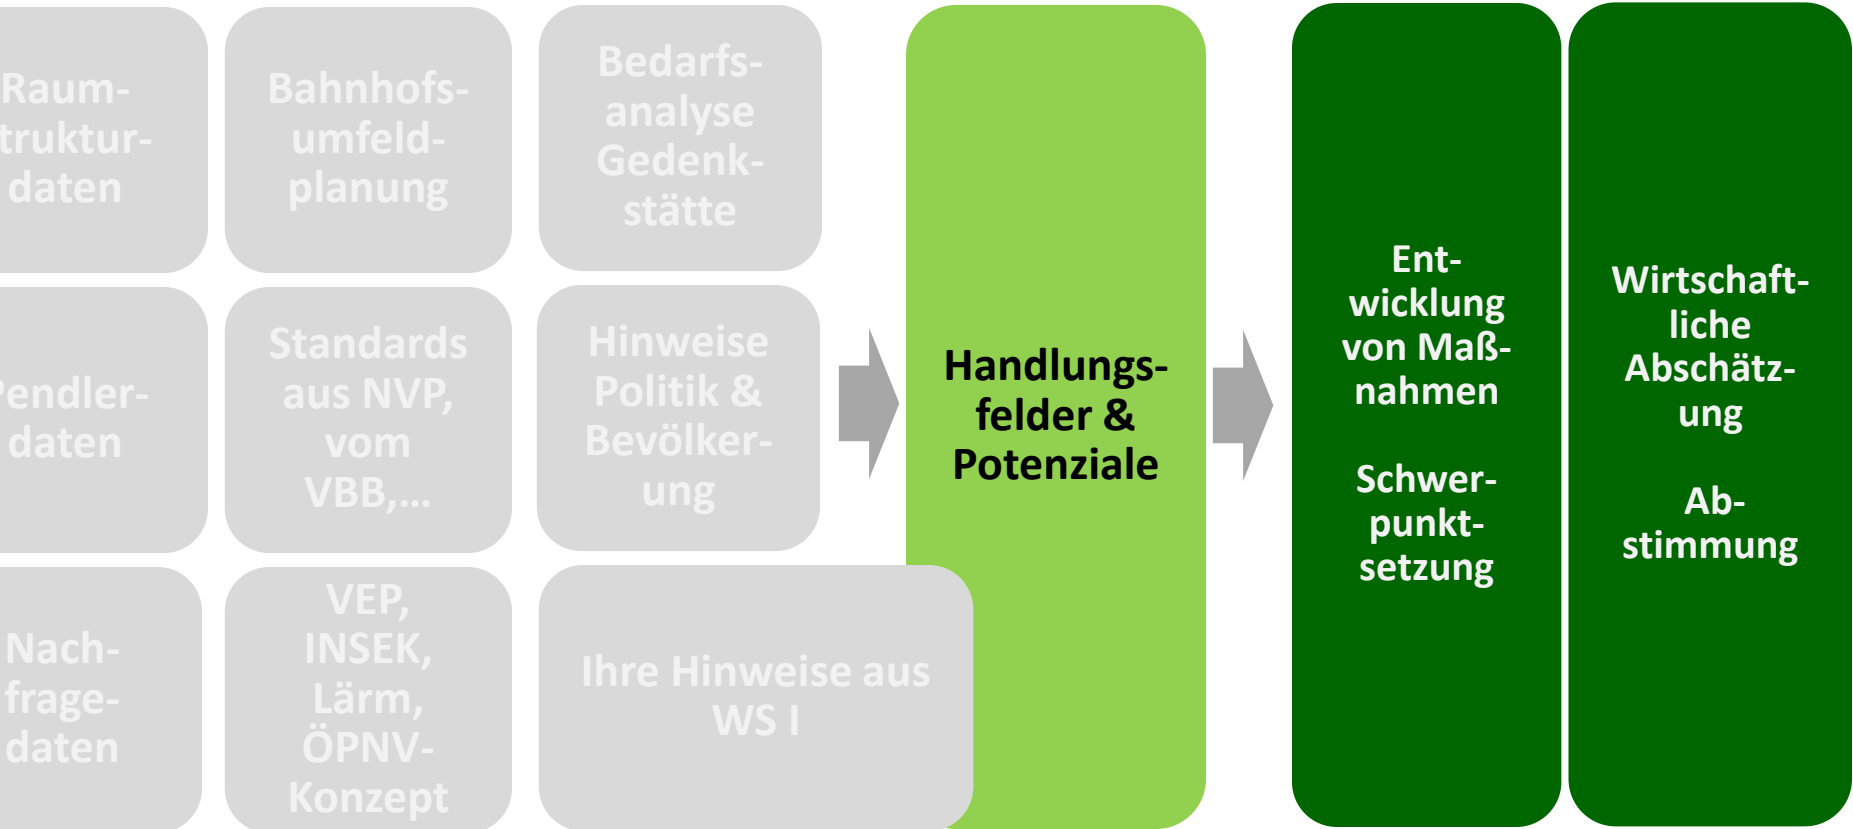 Raum-
truktur-
daten
Bahnhofs-
umfeld-
planung
Bedarfs-
analyse
Gedenk-
stätte
Pendler-
daten
Standards
aus NVP,
vom
VBB,...
Hinweise
Politik &
Bevölker-
ung
Nach-
frage-
daten
VEP,
INSEK,
Lärm,
ÖPNV-
Konzept
Ihre Hinweise aus
WS I
Handlungs-
felder &
Potenziale
Ent-
wicklung
von Maß-
nahmen
Schwer-
punkt-
setzung
Wirtschaft-
liche
Abschätz-
ung
Ab-
stimmung